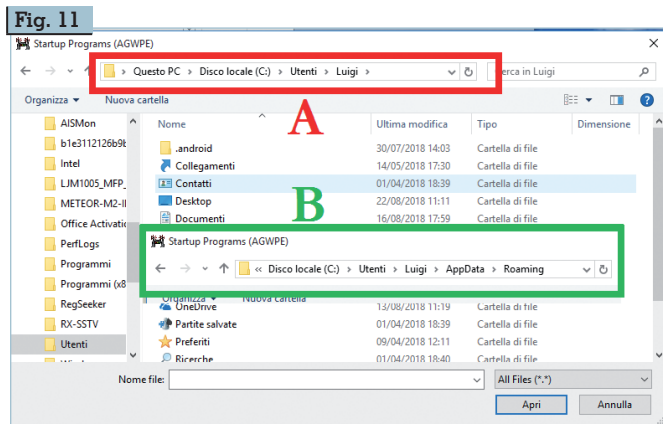 Fig. 11
Startup Programs (AGWPE)
Questo PC > Disco locale (C:) > Utenti > Luigi >
erca in Luigi
Organizza Nuova cartella
AISMon
b1e3112126b9b
Intel
LJM1005_MFP_
METEOR-M2-I
Office Activatio
PerfLogs
Programmi
Programmi (x8
RegSeeker
RX-SSTV
Utenti
Nome Ultima modifica Tipo Dimensione
.android 30/07/2018 14:03 Cartella di file
Collegamenti 14/05/2018 17:30 Cartella di file
Contatti 01/04/2018 18:39 Cartella di file
Desktop 22/08/2018 11:11 Cartella di file
Documenti 16/08/2018 17:59 Cartella di file
A
B
Startup Programs (AGWPE)
« Disco locale (C:) > Utenti > Luigi > AppData > Roaming
Organizza Nuova cartella
OneDrive 13/08/2018 11:19 Cartella di file
Partite salvate 01/04/2018 18:39 Cartella di file
Preferiti 09/04/2018 12:11 Cartella di file
Ricerche 01/04/2018 18:40 Cartella di file
Nome file:
All Files (*.*)
Apri Annulla